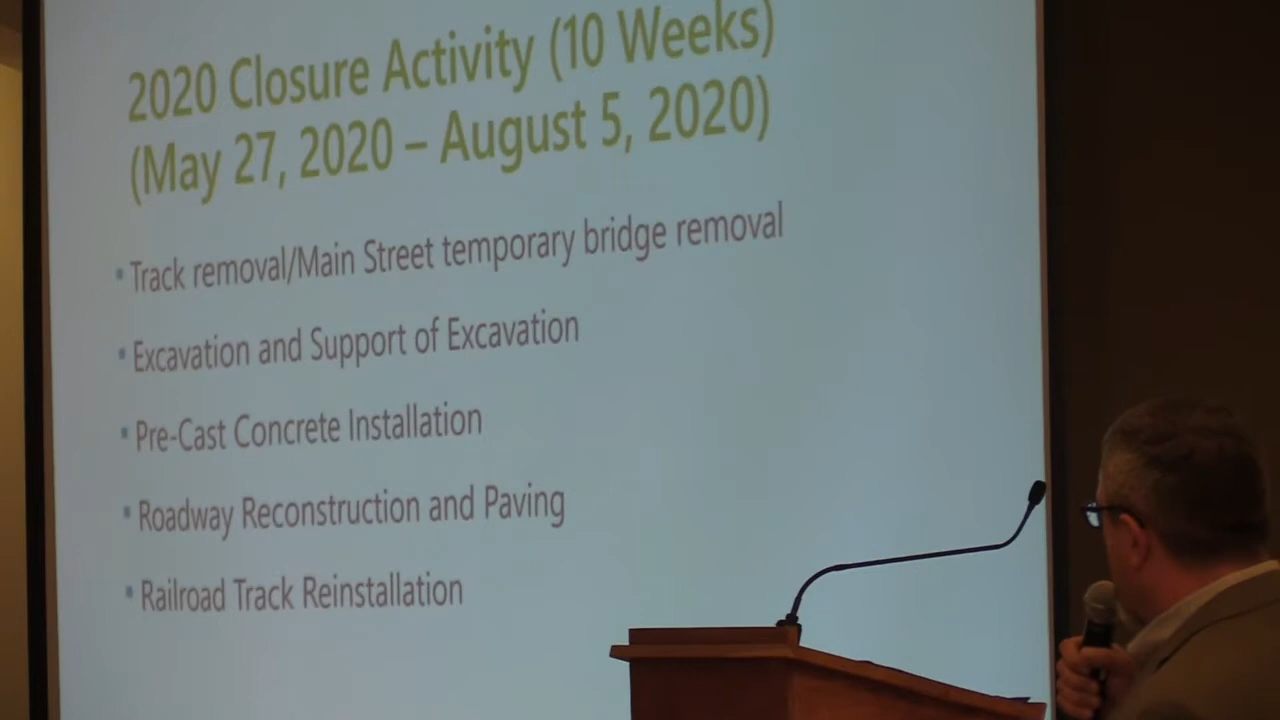 2020 Closure Activity (10 Weeks)
(May 27, 2020 – August 5, 2020)
▪ Track removal/Main Street temporary bridge removal
▪ Excavation and Support of Excavation
▪ Pre-Cast Concrete Installation
▪ Roadway Reconstruction and Paving
▪ Railroad Track Reinstallation